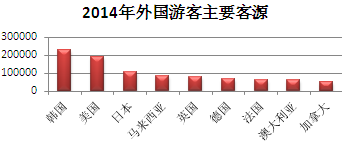 2014年外国游客主要客源
300000
200000
100000
0
韩国
美国
日本
马来西亚
英国
德国
法国
澳大利亚
加拿大